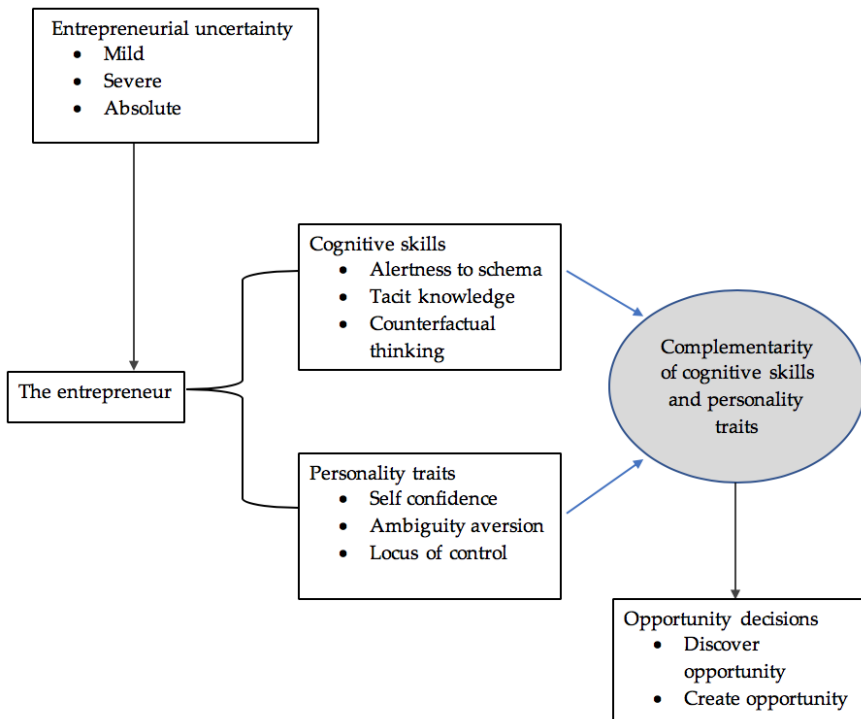 Entrepreneurial uncertainty
• Mild
• Severe
• Absolute
Cognitive skills
• Alertness to schema
• Tacit knowledge
• Counterfactual
thinking
The entrepreneur
Complementarity
of cognitive skills
and personality
traits
Personality traits
• Self confidence
• Ambiguity aversion
• Locus of control
Opportunity decisions
• Discover
opportunity
• Create opportunity